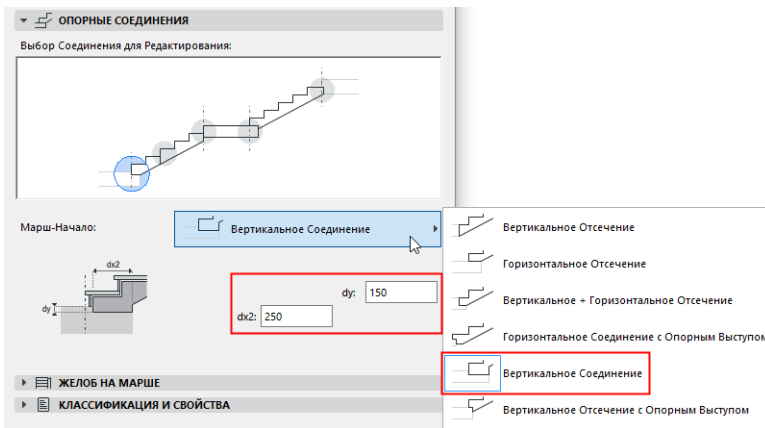 ОПОРНЫЕ СОЕДИНЕНИЯ
Выбор Соединения для Редактирования:
Марш-Начало:
Вертикальное Соединение
dx2
dy
dy: 150
dx2: 250
ЖЕЛОБ НА МАРШЕ
КЛАССИФИКАЦИЯ И СВОЙСТВА
Вертикальное Отсечение
Горизонтальное Отсечение
Вертикальное + Горизонтальное Отсечение
Горизонтальное Соединение с Опорным Выступом
Вертикальное Соединение
Вертикальное Отсечение с Опорным Выступом